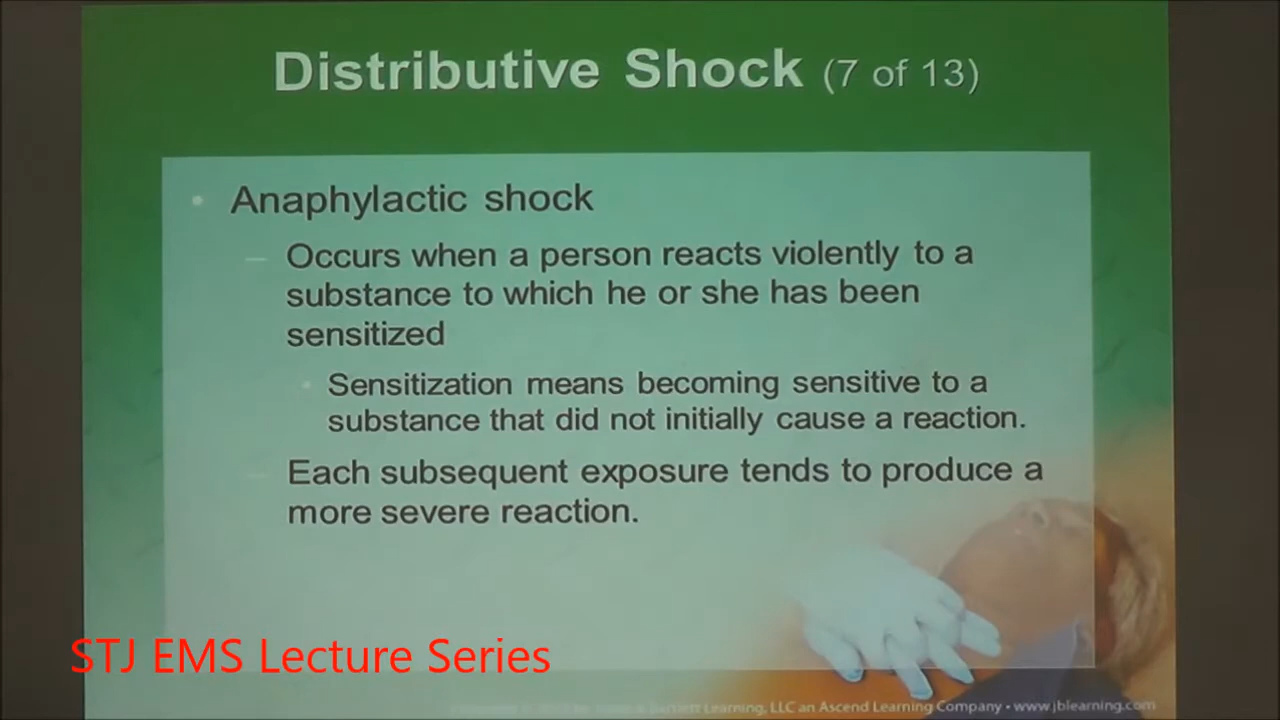 Distributive Shock (7 of 13)
• Anaphylactic shock
– Occurs when a person reacts violently to a
substance to which he or she has been
sensitized
• Sensitization means becoming sensitive to a
substance that did not initially cause a reaction.
– Each subsequent exposure tends to produce a
more severe reaction.
STJ EMS Lecture Series
Learning, LLC an Ascend Learning Company • www.jblearning.com